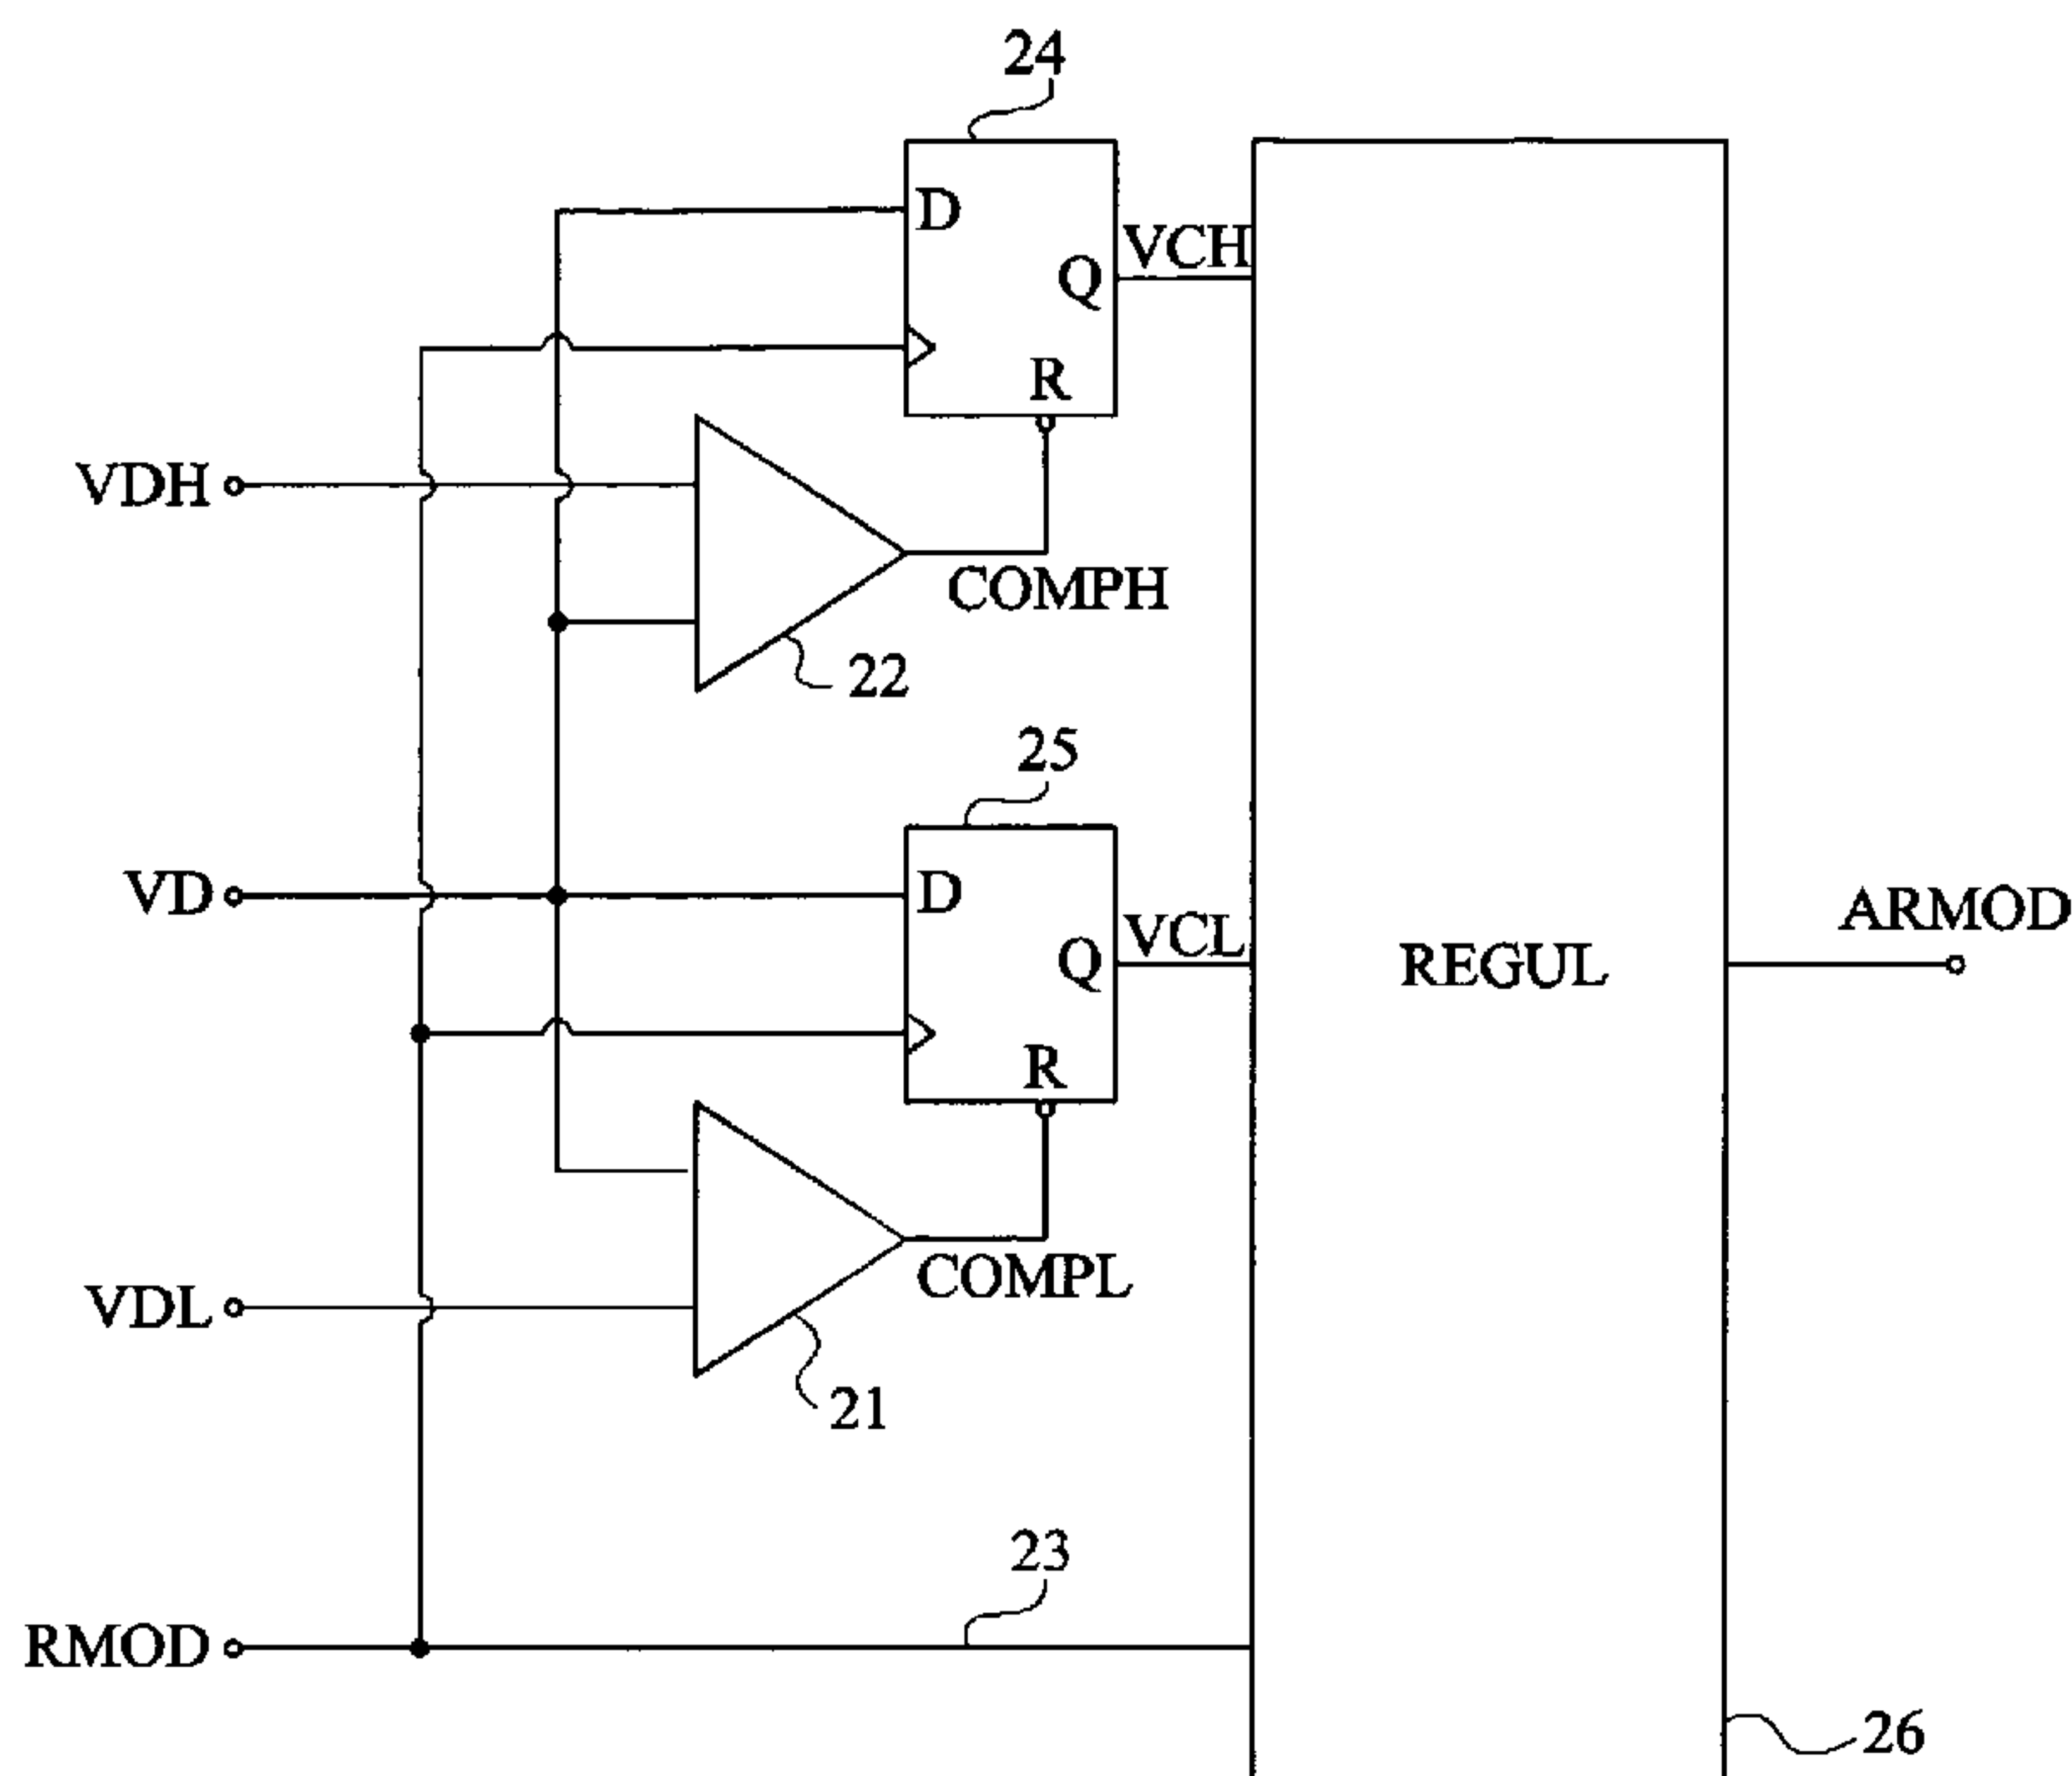 24
D
VCH
Q
R
VDH
COMPH
22
25
VD
D
VCL
Q
ARMOD
REGUL
R
COMPL
VDL
21
23
RMOD
26